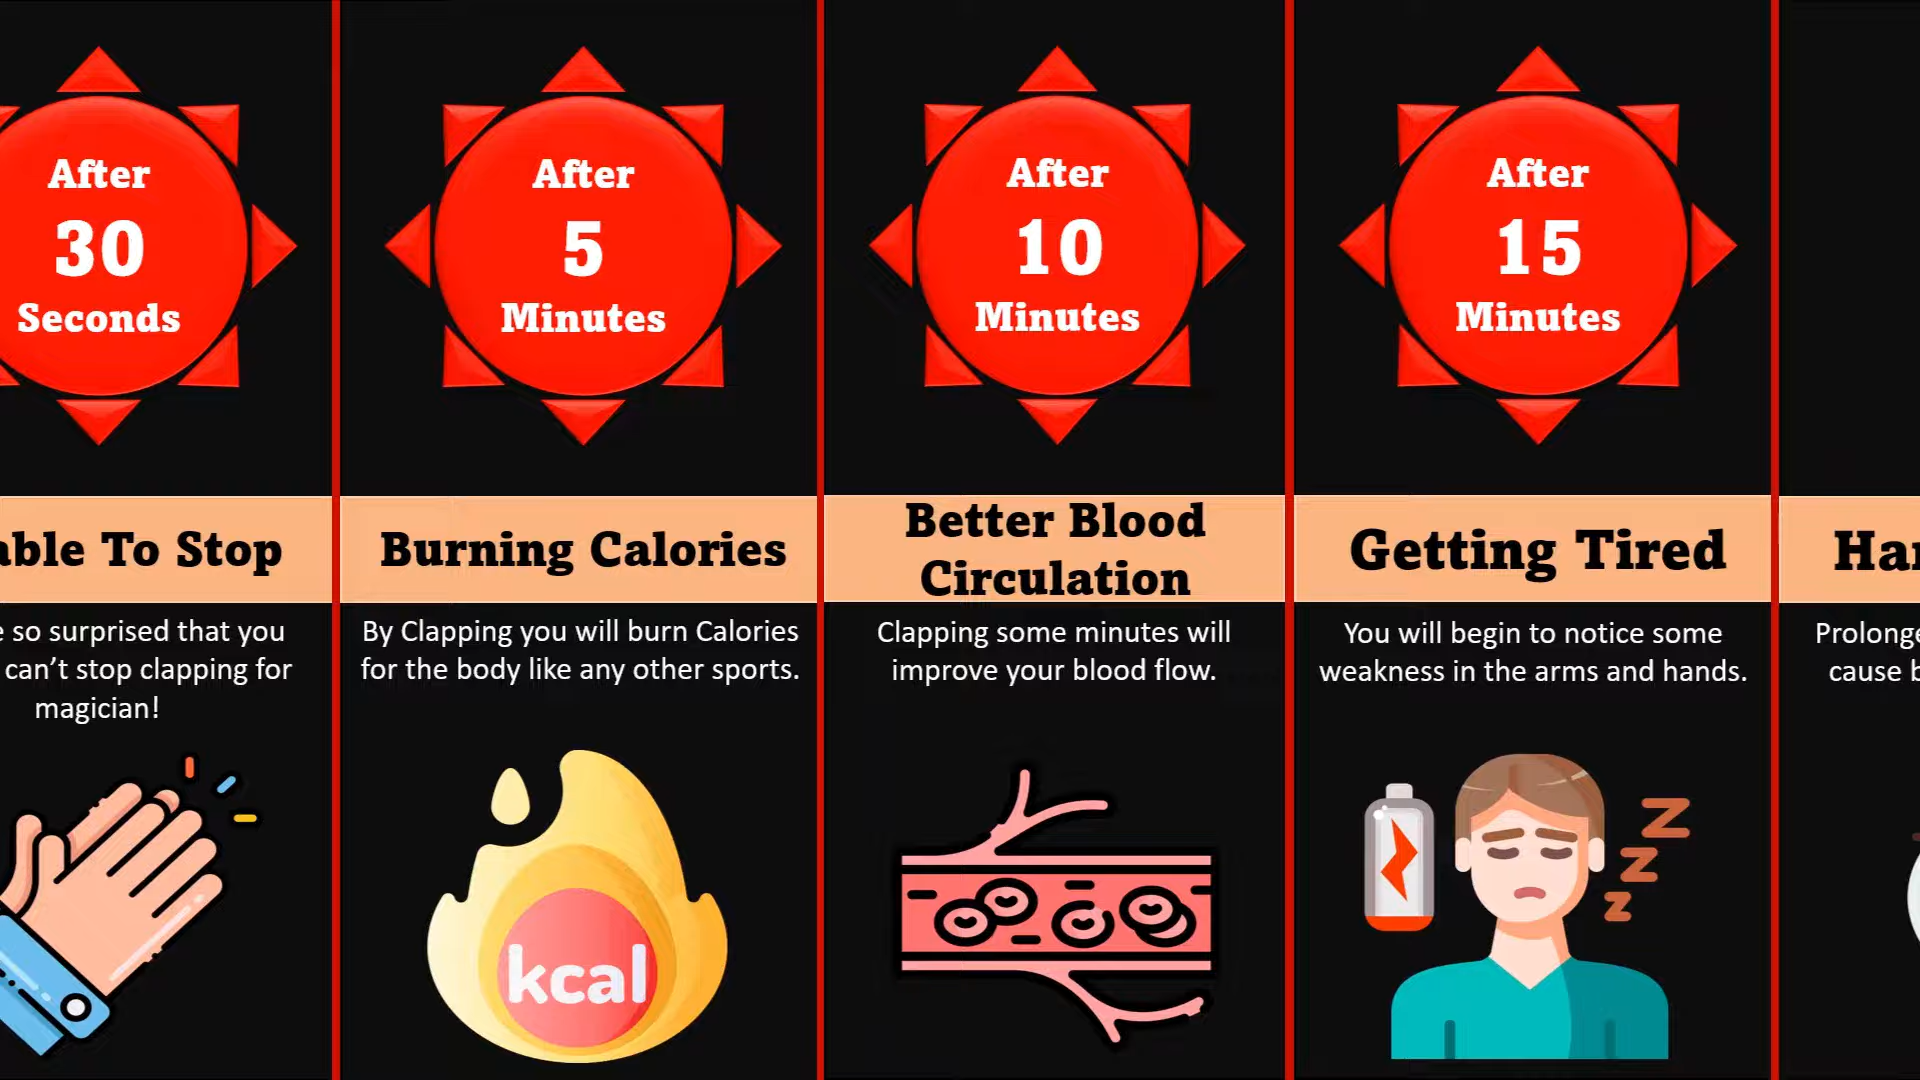 After
30
Seconds
able To Stop
so surprised that you
can't stop clapping for
magician!
After
5
Minutes
Burning Calories
By Clapping you will burn Calories
for the body like any other sports.
kcal
After
10
Minutes
Better Blood
Circulation
Clapping some minutes will
improve your blood flow.
After
15
Minutes
Getting Tired
You will begin to notice some
weakness in the arms and hands.
Z
Z
Z